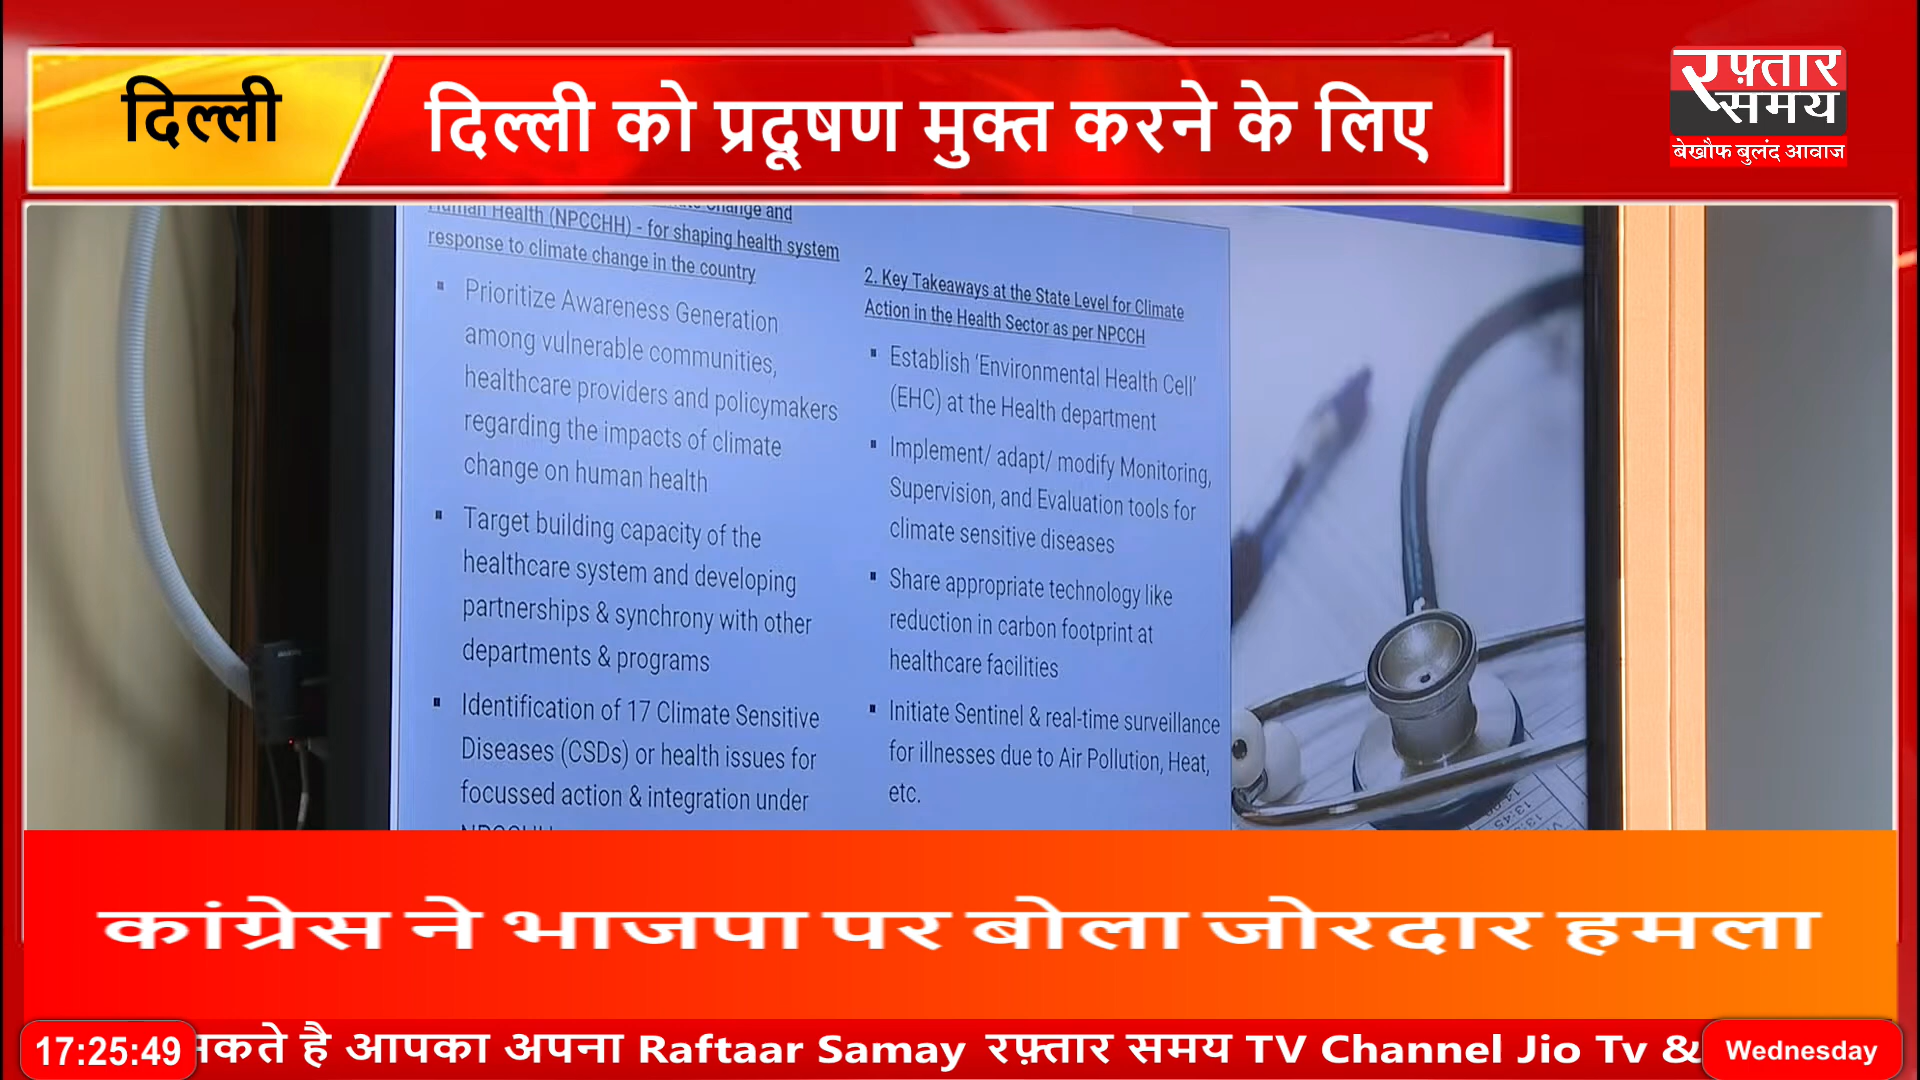 दिल्ली
दिल्ली को प्रदूषण मुक्त करने के लिए
रफ़्तार
समय
बेखौफ बुलंद आवाज
Change and
Human Health (NPCCHH) - for shaping health system
response to climate change in the country
▪ Prioritize Awareness Generation
among vulnerable communities,
healthcare providers and policymakers
regarding the impacts of climate
change on human health
▪ Target building capacity of the
healthcare system and developing
partnerships & synchrony with other
departments & programs
▪ Identification of 17 Climate Sensitive
Diseases (CSDs) or health issues for
focussed action & integration under
2. Key Takeaways at the State Level for Climate
Action in the Health Sector as per NPCCH
▪ Establish ‘Environmental Health Cell’
(EHC) at the Health department
▪ Implement/ adapt/ modify Monitoring,
Supervision, and Evaluation tools for
climate sensitive diseases
▪ Share appropriate technology like
reduction in carbon footprint at
healthcare facilities
▪ Initiate Sentinel & real-time surveillance
for illnesses due to Air Pollution, Heat,
etc.
13:45
कांग्रेस ने भाजपा पर बोला जोरदार हमला
17:25:49
सकते है आपका अपना Raftaar Samay रफ़्तार समय TV Channel Jio Tv &
Wednesday